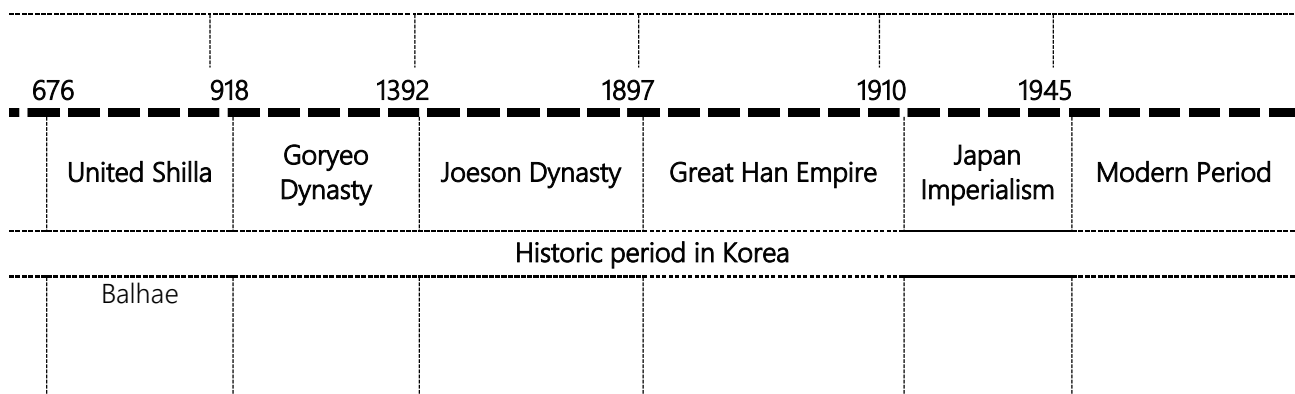 676 918 1392 1897 1910 1945
United Shilla
Goryeo
Dynasty
Joeson Dynasty
Great Han Empire
Japan
Imperialism
Modern Period
Historic period in Korea
Balhae